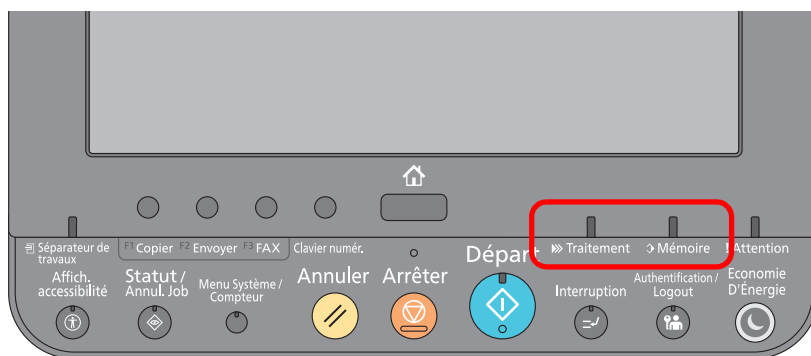 Séparateur de
travaux
F1 Copier F2 Envoyer F3 FAX
Clavier numér.
Départ
Traitement
Mémoire
! Attention
Affich.
accessibilité
Statut /
Annul. Job
Menu Système /
Compteur
Annuler
Arrêter
Interruption
Authentification /
Logout
Economie
D'Énergie